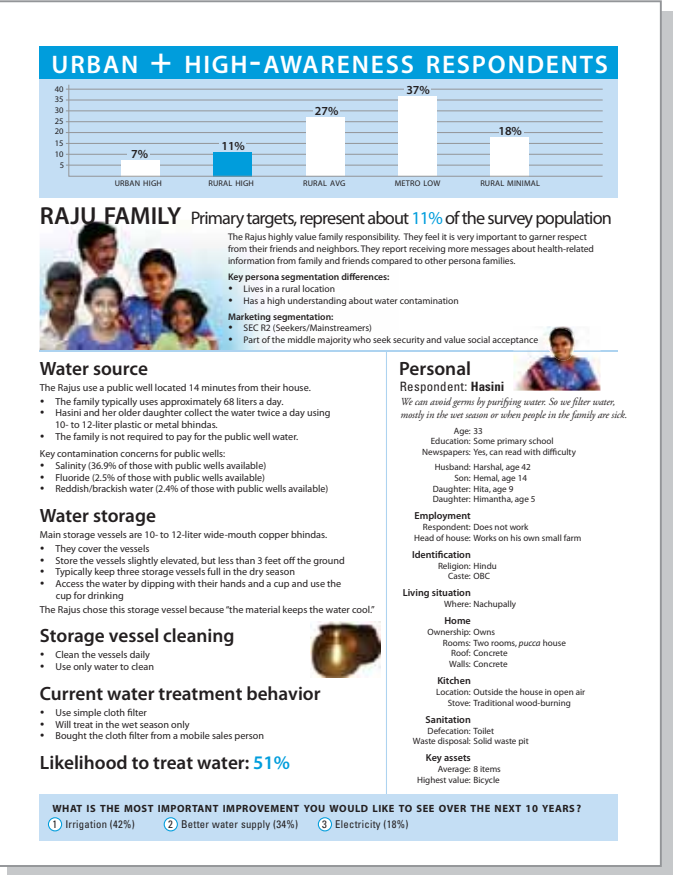 URBAN + HIGH-AWARENESS RESPONDENTS
40
35
30
25
20
15
10
5
7%
11%
27%
37%
18%
URBAN HIGH
RURAL HIGH
RURAL AVG
METRO LOW
RURAL MINIMAL
RAJU FAMILY Primary targets, represent about 11% of the survey population
The Rajus highly value family responsibility. They feel it is very important to garner respect
from their friends and neighbors. They report receiving more messages about health-related
information from family and friends compared to other persona families.
Key persona segmentation differences:
• Lives in a rural location
• Has a high understanding about water contamination
Marketing segmentation:
• SEC R2 (Seekers/Mainstreamers)
• Part of the middle majority who seek security and value social acceptance
Water source
The Rajus use a public well located 14 minutes from their house.
• The family typically uses approximately 68 liters a day.
• Hasini and her older daughter collect the water twice a day using
10- to 12-liter plastic or metal bhindas.
• The family is not required to pay for the public well water.
Key contamination concerns for public wells:
• Salinity (36.9% of those with public wells available)
• Fluoride (2.5% of those with public wells available)
• Reddish/brackish water (2.4% of those with public wells available)
Water storage
Main storage vessels are 10- to 12-liter wide-mouth copper bhindas.
• They cover the vessels
• Store the vessels slightly elevated, but less than 3 feet off the ground
• Typically keep three storage vessels full in the dry season
• Access the water by dipping with their hands and a cup and use the
cup for drinking
The Rajus chose this storage vessel because “the material keeps the water cool.”
Storage vessel cleaning
• Clean the vessels daily
• Use only water to clean
Current water treatment behavior
• Use simple cloth filter
• Will treat in the wet season only
• Bought the cloth filter from a mobile sales person
Likelihood to treat water: 51%
Personal
Respondent: Hasini
We can avoid germs by purifying water. So we filter water,
mostly in the wet season or when people in the family are sick.
Age: 33
Education: Some primary school
Newspapers: Yes, can read with difficulty
Husband: Harshal, age 42
Son: Hemal, age 14
Daughter: Hita, age 9
Daughter: Himantha, age 5
Employment
Respondent: Does not work
Head of house: Works on his own small farm
Identification
Religion: Hindu
Caste: OBC
Living situation
Where: Nachupally
Home
Ownership: Owns
Rooms: Two rooms, pucca house
Roof: Concrete
Walls: Concrete
Kitchen
Location: Outside the house in open air
Stove: Traditional wood-burning
Sanitation
Defecation: Toilet
Waste disposal: Solid waste pit
Key assets
Average: 8 items
Highest value: Bicycle
WHAT IS THE MOST IMPORTANT IMPROVEMENT YOU WOULD LIKE TO SEE OVER THE NEXT 10 YEARS?
1 Irrigation (42%) 2 Better water supply (34%) 3 Electricity (18%)